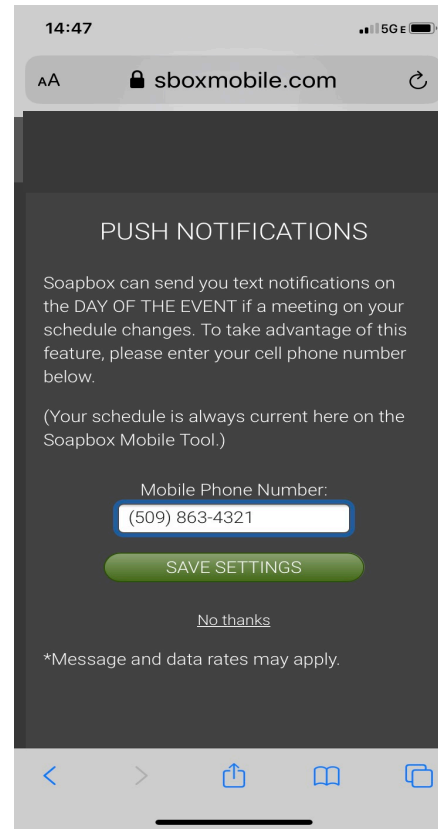 14:47
5G E
AA sboxmobile.com
PUSH NOTIFICATIONS
Soapbox can send you text notifications on
the DAY OF THE EVENT if a meeting on your
schedule changes. To take advantage of this
feature, please enter your cell phone number
below.
(Your schedule is always current here on the
Soapbox Mobile Tool.)
Mobile Phone Number:
(509) 863-4321
SAVE SETTINGS
No thanks
*Message and data rates may apply.